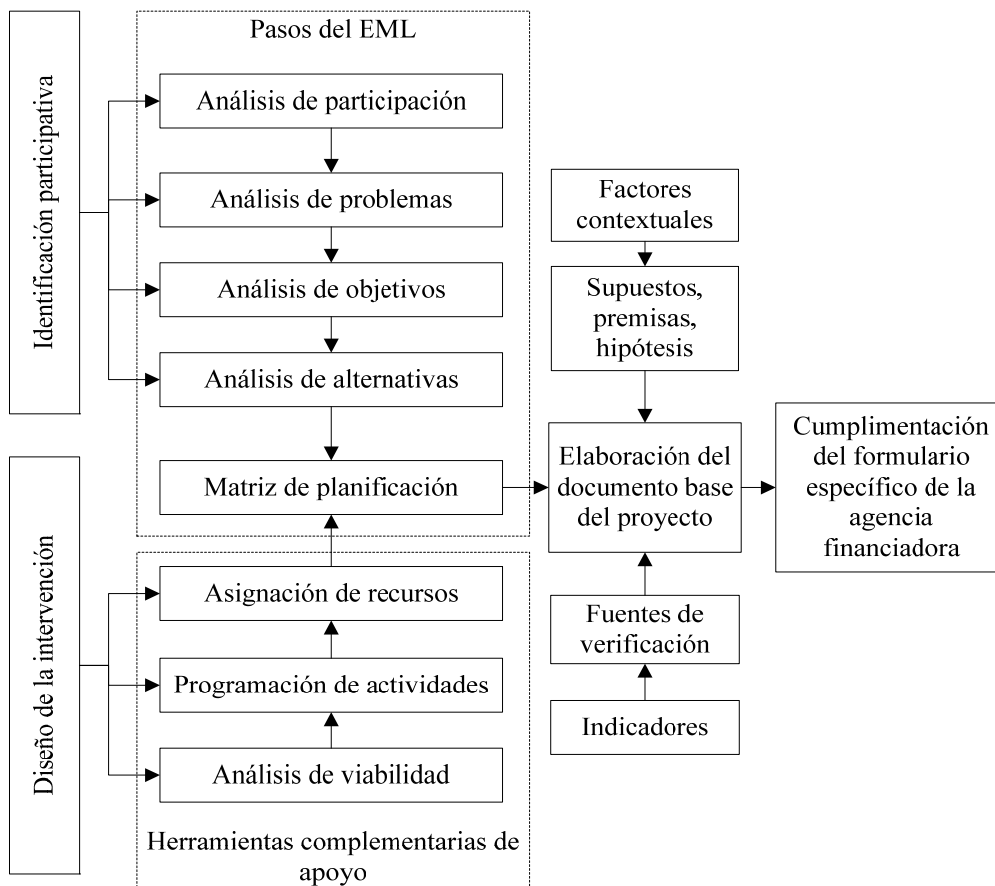 Identificación participativa
Pasos del EML
Análisis de participación
Análisis de problemas
Análisis de objetivos
Análisis de alternativas
Matriz de planificación
Diseño de la intervención
Asignación de recursos
Programación de actividades
Análisis de viabilidad
Herramientas complementarias de
apoyo
Factores
contextuales
Supuestos,
premisas,
hipótesis
Elaboración del
documento base
del proyecto
Fuentes de
verificación
Indicadores
Cumplimentación
del formulario
específico de la
agencia
financiadora